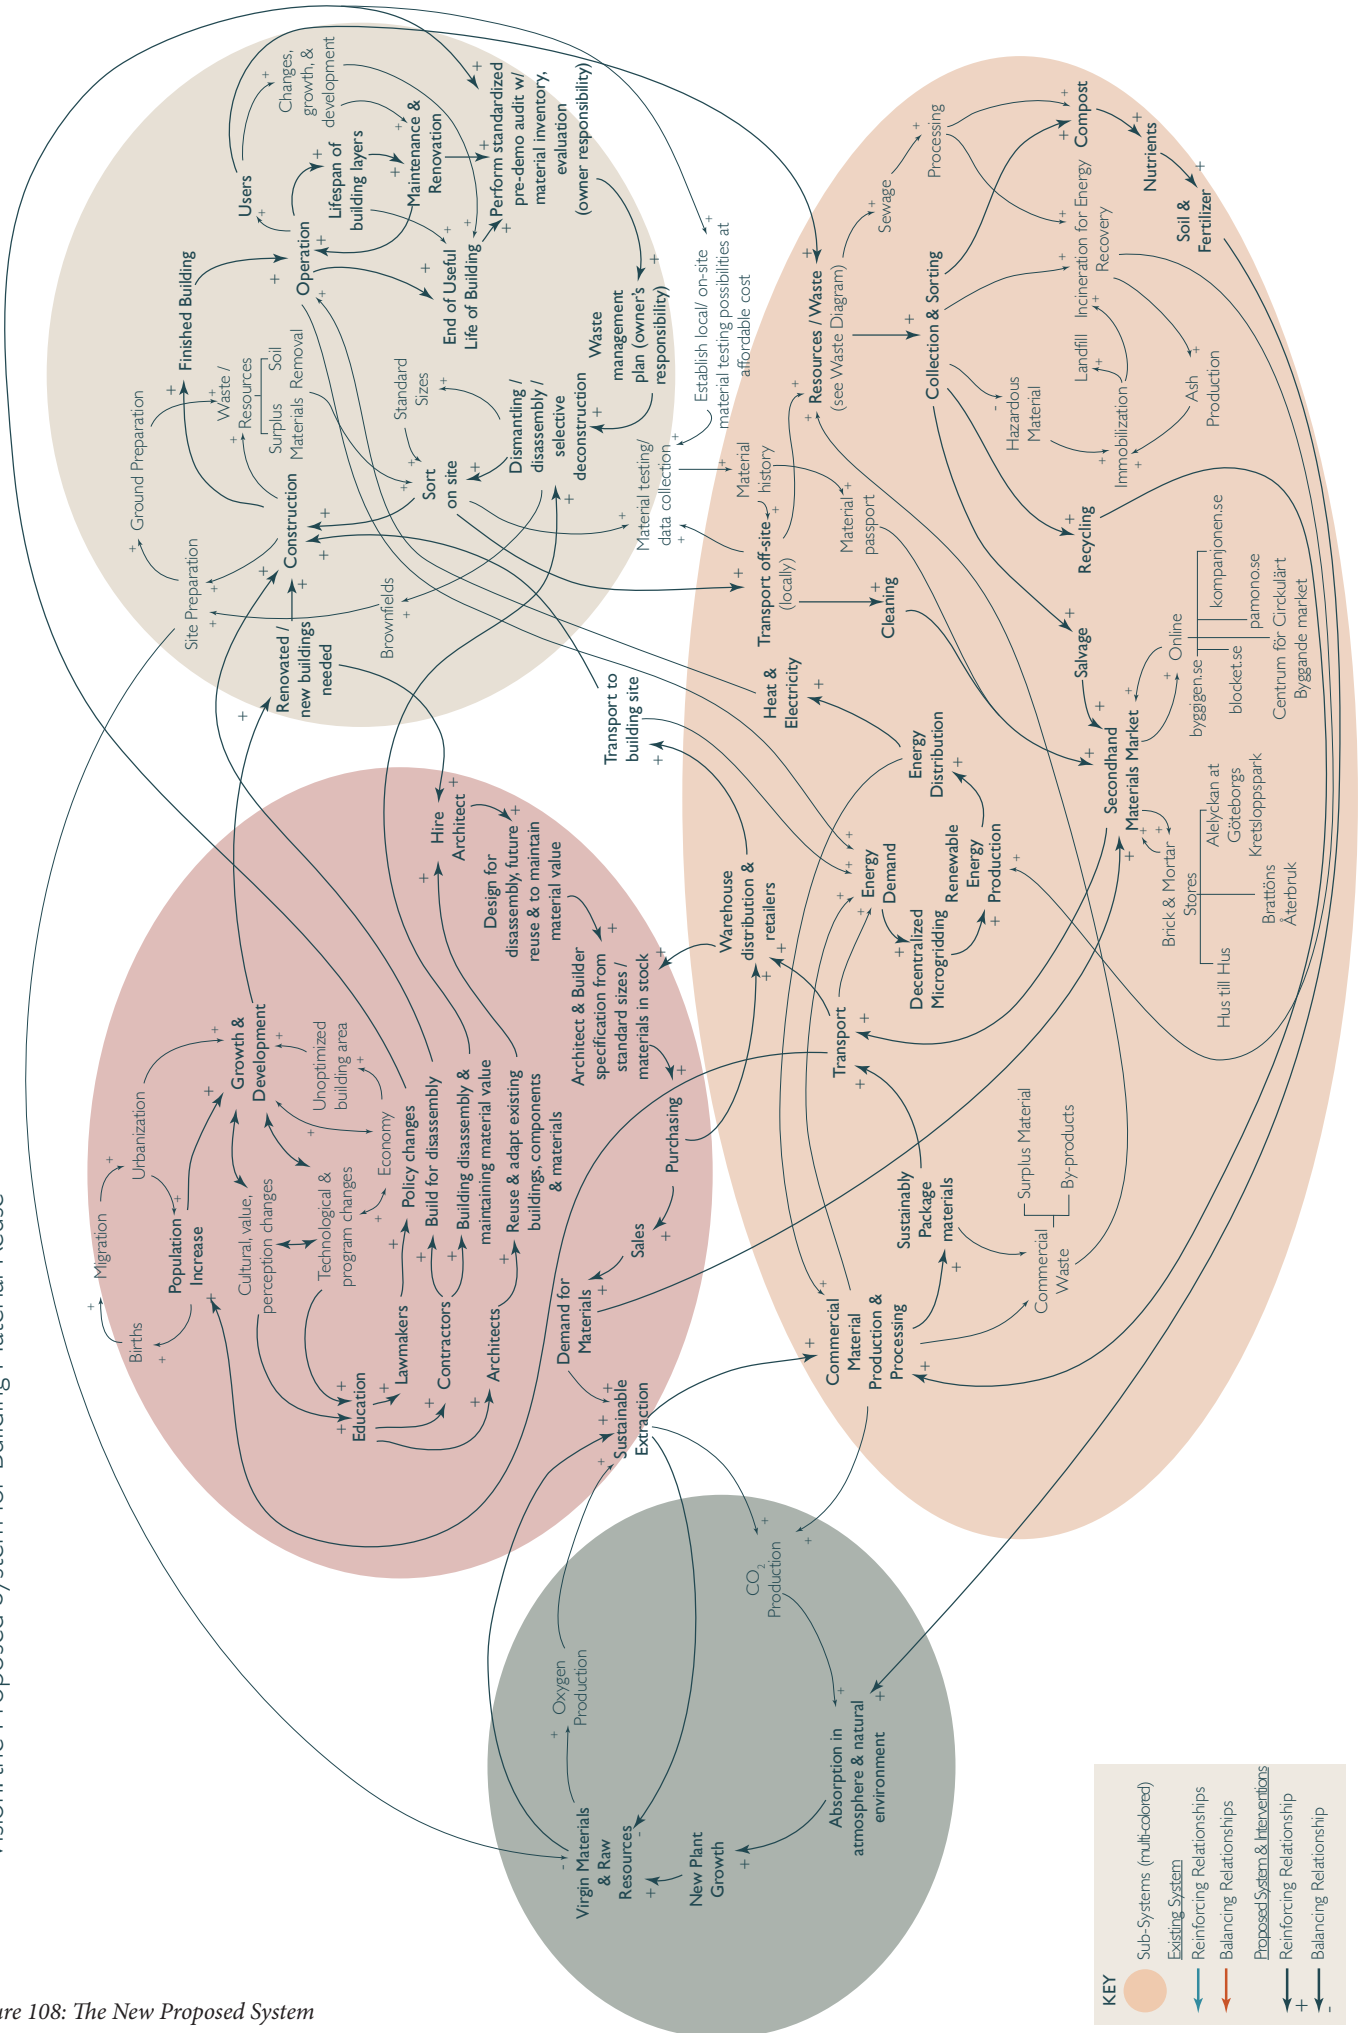 Births
Migration
Urbanization
Population
Increase
Cultural, value,
perception changes
Growth &
Development
Technological &
program changes
Unoptimized
building area
Economy
Education
Lawmakers
Policy changes
Contractors
Build for disassembly
Building disassembly &
maintaining material value
Architects
Reuse & adapt existing
buildings, components
& materials
Hire
Architect
Design for
disassembly, future
reuse & to maintain
material value
Architect & Builder
specification from
standard sizes /
materials in stock
Purchasing
Sales
Demand for
Materials
Sustainable
Extraction
Site Preparation
Ground Preparation
Renovated /
new buildings
needed
Construction
Finished Building
Waste /
Resources
Surplus
Materials
Soil
Removal
Operation
Users
Changes,
growth, &
development
Lifespan of
building layers
Maintenance &
Renovation
End of Useful
Life of Building
Perform standardized
pre-demo audit w/
material inventory,
evaluation
(owner responsibility)
Waste
management
plan (owner's
responsibility)
Dismantling /
disassembly /
selective
deconstruction
Standard
Sizes
Sort
on site
Brownfields
Material testing/
data collection
Establish local/ on-site
material testing possibilities at
affordable cost
Transport to
building site
Material
history
Material
passport
Transport off-site
(locally)
Cleaning
Heat &
Electricity
Energy
Distribution
Renewable
Energy
Production
Decentralized
Microgridding
Energy
Demand
Warehouse
distribution &
retailers
Transport
Sustainably
Package
materials
Commercial
Material
Production &
Processing
Commercial
Waste
Surplus Material
By-products
Resources / Waste
(see Waste Diagram)
Sewage
Processing
Collection & Sorting
Compost
Nutrients
Soil &
Fertilizer
Incineration for Energy
Recovery
Landfill
Hazardous
Material
Immobilization
Ash
Production
Recycling
Salvage
Secondhand
Materials Market
Online
byggigen.se
kompanjonen.se
blocket.se
pamono.se
Centrum för Circkulärt
Byggande market
Brick & Mortar
Stores
Hus till Hus
Alelyckan at
Göteborgs
Kretsloppspark
Brattöns
Återbruk
Oxygen
Production
CO2
Production
Virgin Materials
& Raw
Resources
New Plant
Growth
Absorption in
atmosphere & natural
environment
KEY
Sub-Systems (multi-colored)
Existing System
Reinforcing Relationships
Balancing Relationships
Proposed System & Interventions
+ Reinforcing Relationship
- Balancing Relationship
108: The New Proposed System